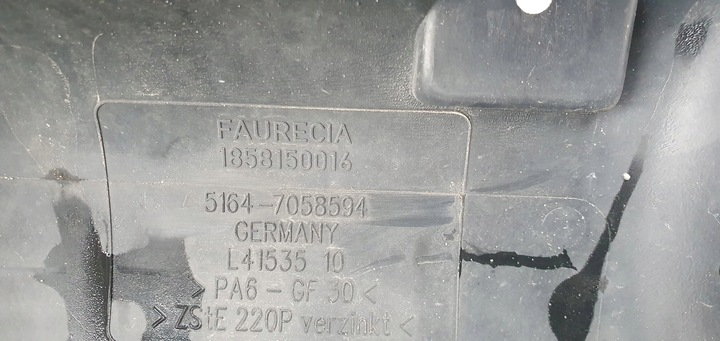 FAURECIA
1858150016
5164-7058594
GERMANY
L41535 10
> PA6 - GF 30 <
> ZStE 220P verzinkt <